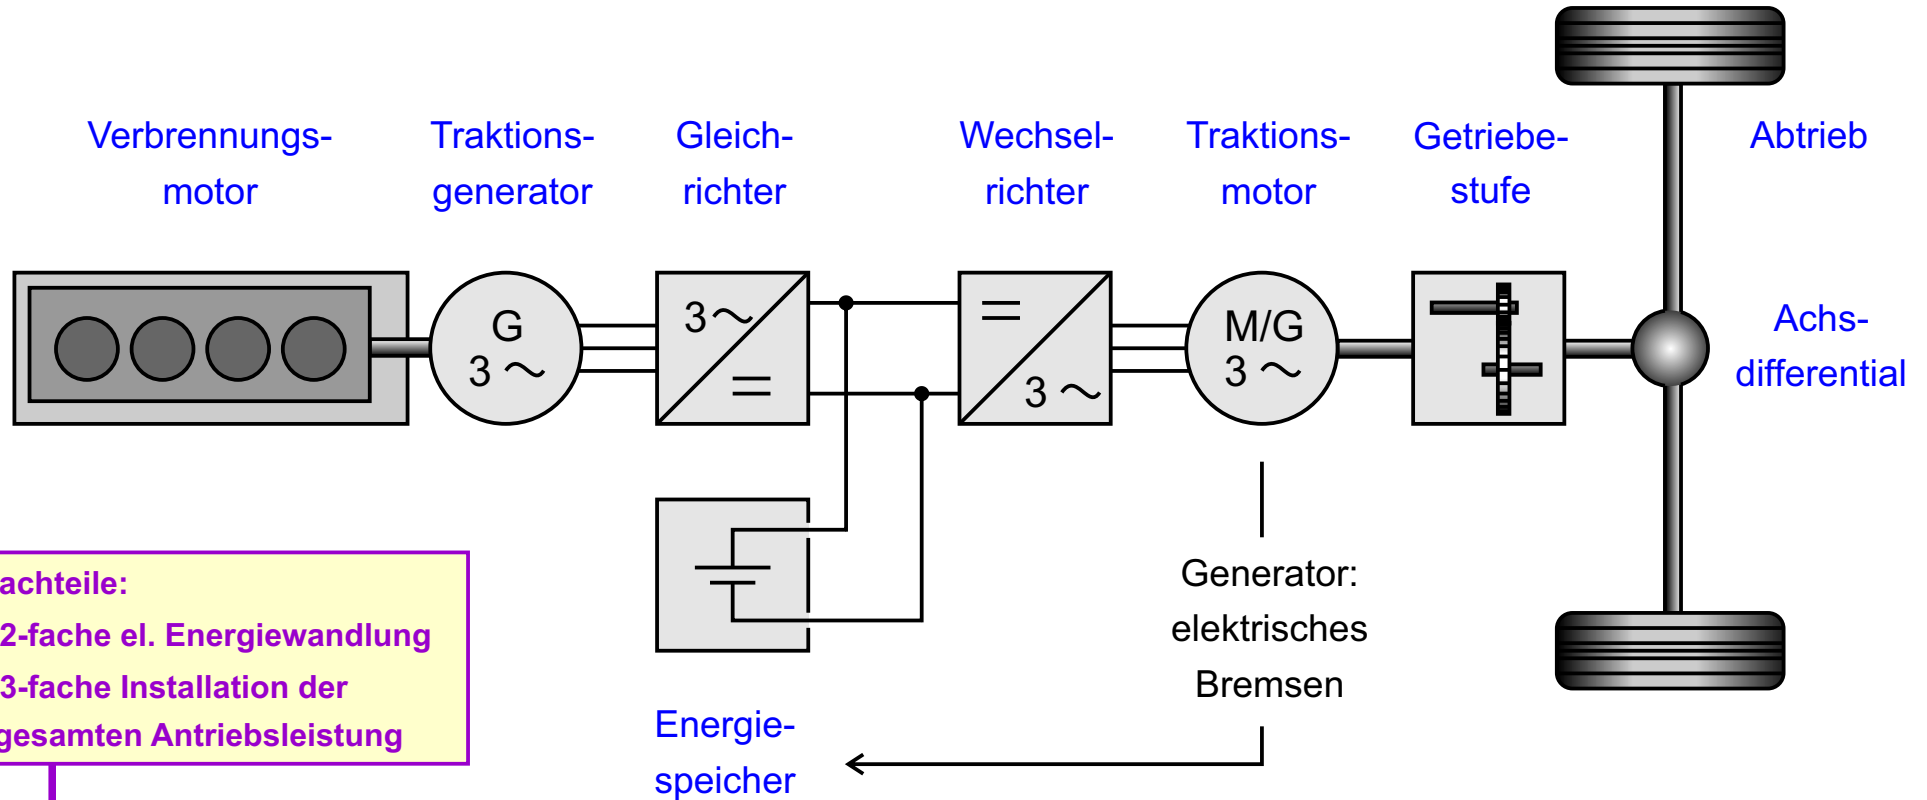 Verbrennungs-
motor
Traktions-
generator
Gleich-
richter
Wechsel-
richter
Traktions-
motor
Getriebe-
stufe
Abtrieb
G
3 ~
3 ~
=
=
3 ~
M/G
3 ~
Achs-
differential
achteile:
2-fache el. Energiewandlung
3-fache Installation der
gesamten Antriebsleistung
Generator:
elektrisches
Bremsen
Energie-
speicher